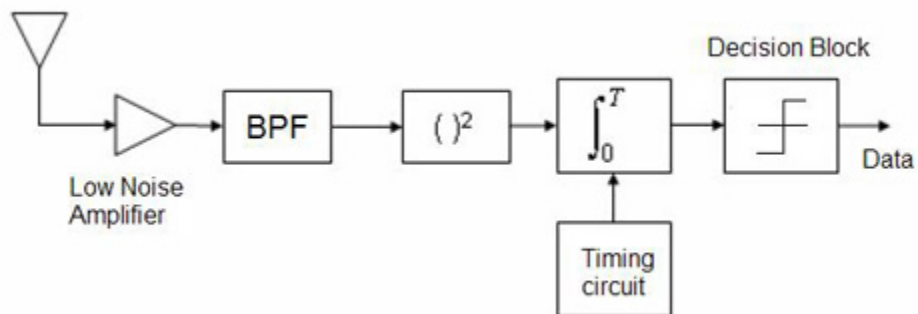 Decision Block
BPF
( )²
∫₀ᵀ
Data
Low Noise
Amplifier
Timing
circuit